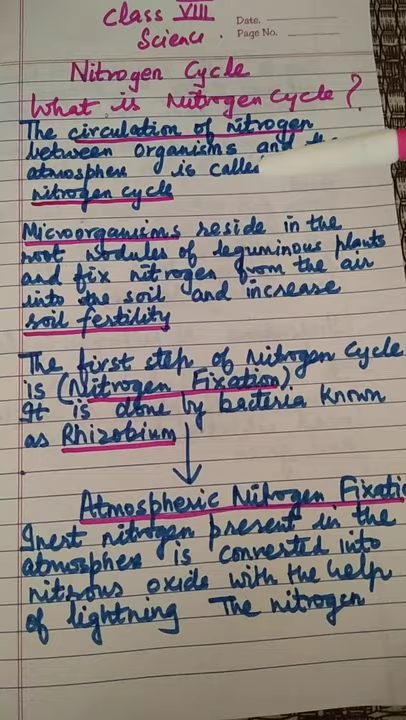 Class VIII
Science.
Date.
Page No.
Nitrogen Cycle
What is Nitrogen Cycle?
The circulation of nitrogen
between organisms and
atmosphere is called
nitrogen cycle
Microorganisms reside in the
root nodules of leguminous plants
and fix nitrogen from the air
into the soil and increase
soil fertility
The first step of Nitrogen Cycle
is (Nitrogen Fixation).
It is done by bacteria known
as Rhizobium
Atmospheric Nitrogen Fixatio
Inert nitrogen present in the
atmosphere is converted into
nitrous oxide with the help
of lightning The nitrogen